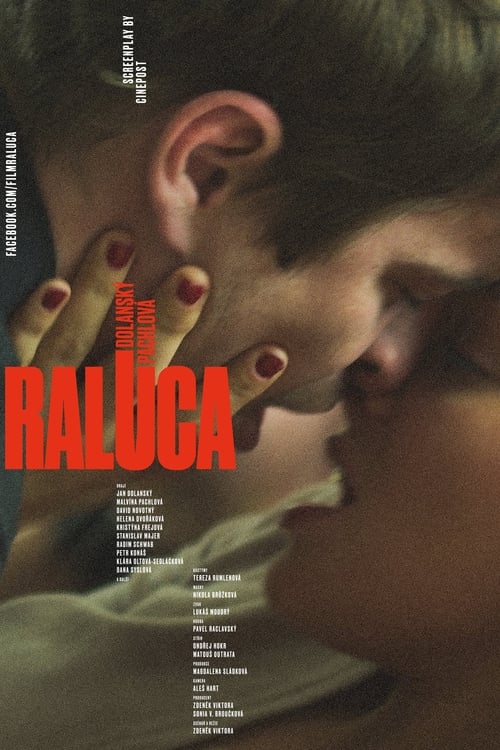 SCREENPLAY BY
CINEPOST
FACEBOOK.COM/FILMRALUCA
DOLANSKÝ
PACHLOVÁ
RALUCA
HRAJÍ
JAN DOLANSKÝ
MALVÍNA PACHLOVÁ
DAVID NOVOTNÝ
HELENA DVOŘÁKOVÁ
KRISTÝNA FREJOVÁ
STANISLAV MAJER
RADIM SCHWAB
PETR KONÁŠ
KLÁRA OLTOVÁ-SEDLÁČKOVÁ
DANA SYSLOVÁ
A DALŠÍ
KOSTÝMY
TEREZA RUMLENOVÁ
MASKY
NIKOLA BRŮŽKOVÁ
ZVUK
LUKÁŠ MOUDRÝ
HUDBA
PAVEL RACLAVSKÝ
STŘIH
ONDŘEJ HOKR
MATOUŠ OUTRATA
PRODUKCE
MAGDALENA SLÁDKOVÁ
KAMERA
ALEŠ HART
PRODUCENT
ZDENĚK VIKTORA
SONIA V. BROUČKOVÁ
SCÉNÁŘ A REŽIE
ZDENĚK VIKTORA